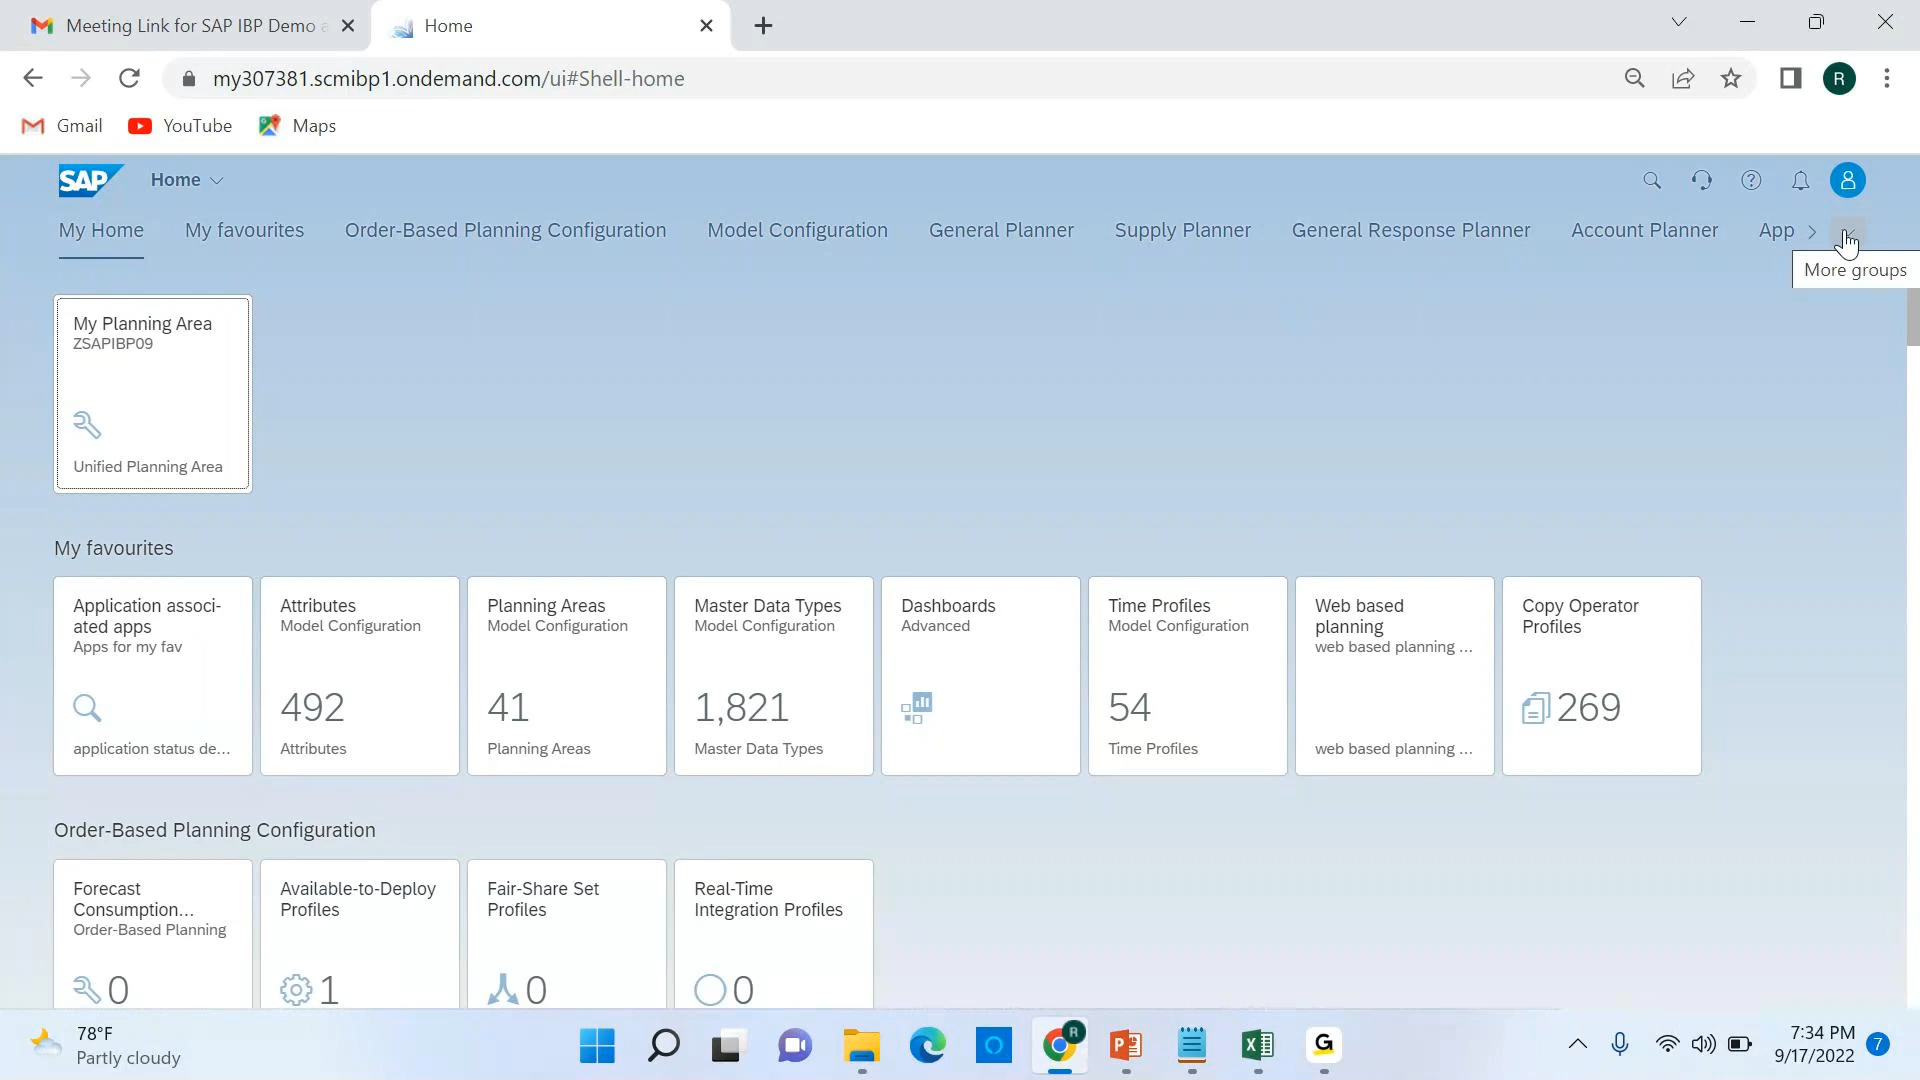 Meeting Link for SAP IBP Demo a
Home
my307381.scmibp1.ondemand.com/ui#Shell-home
R
Gmail
YouTube
Maps
SAP
Home
My Home
My favourites
Order-Based Planning Configuration
Model Configuration
General Planner
Supply Planner
General Response Planner
Account Planner
App
More groups
My Planning Area
ZSAPIBP09
Unified Planning Area
My favourites
Application associ-
ated apps
Apps for my fav
application status de...
Attributes
Model Configuration
492
Attributes
Planning Areas
Model Configuration
41
Planning Areas
Master Data Types
Model Configuration
1,821
Master Data Types
Dashboards
Advanced
Time Profiles
Model Configuration
54
Time Profiles
Web based
planning
web based planning ...
web based planning ...
Copy Operator
Profiles
269
Order-Based Planning Configuration
Forecast
Consumption...
Order-Based Planning
0
Available-to-Deploy
Profiles
1
Fair-Share Set
Profiles
0
Real-Time
Integration Profiles
0
78°F
Partly cloudy
R
P
G
7:34 PM
9/17/2022
7